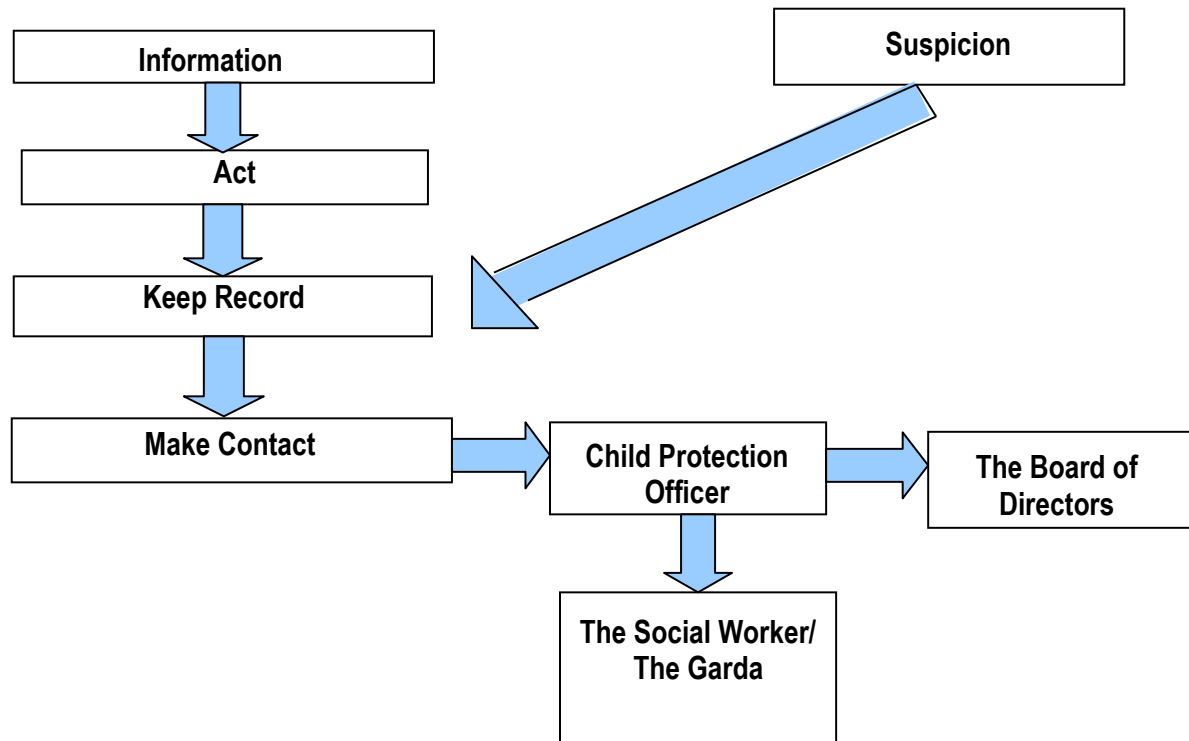 Information
Suspicion
Act
Keep Record
Make Contact
Child Protection
Officer
The Board of
Directors
The Social Worker/
The Garda